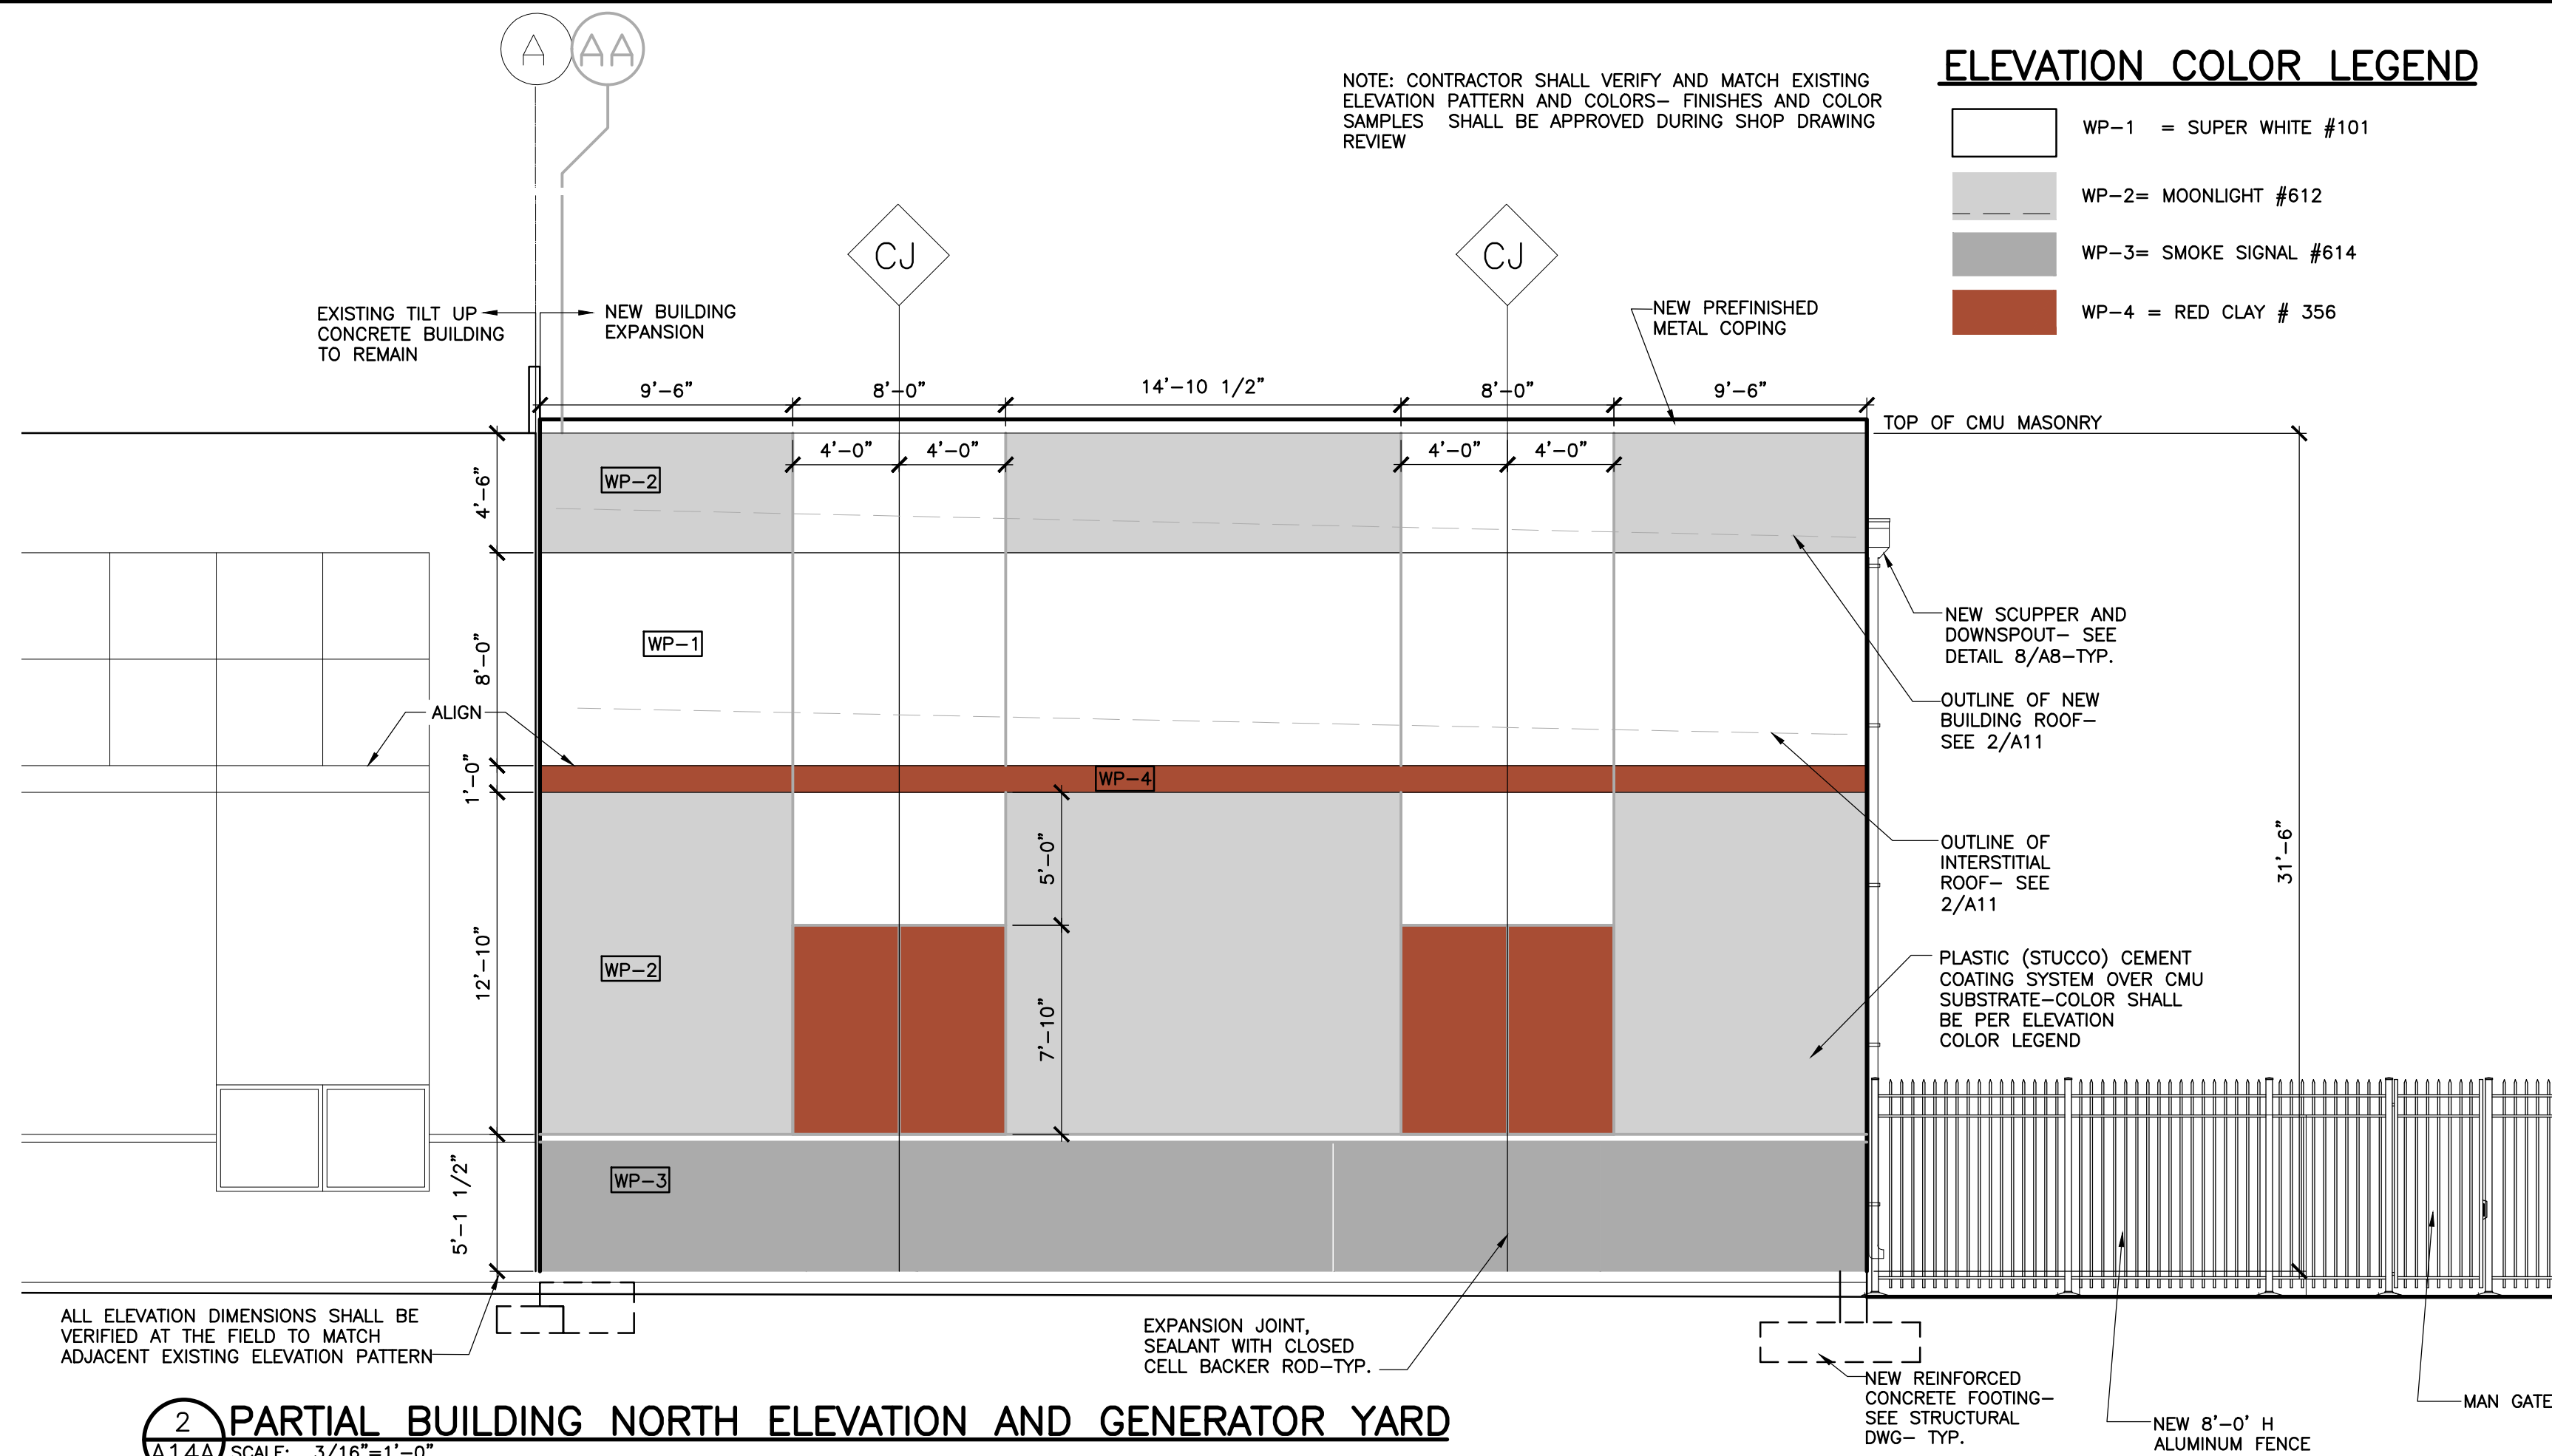 A
AA
NOTE: CONTRACTOR SHALL VERIFY AND MATCH EXISTING
ELEVATION PATTERN AND COLORS– FINISHES AND COLOR
SAMPLES SHALL BE APPROVED DURING SHOP DRAWING
REVIEW
ELEVATION COLOR LEGEND
WP–1 = SUPER WHITE #101
WP–2= MOONLIGHT #612
WP–3= SMOKE SIGNAL #614
WP–4 = RED CLAY # 356
CJ
CJ
EXISTING TILT UP
CONCRETE BUILDING
TO REMAIN
NEW BUILDING
EXPANSION
NEW PREFINISHED
METAL COPING
9'–6"
8'–0"
14'–10 1/2"
8'–0"
9'–6"
TOP OF CMU MASONRY
4'–0"
4'–0"
4'–0"
4'–0"
4'–6"
WP–2
8'–0"
WP–1
NEW SCUPPER AND
DOWNSPOUT– SEE
DETAIL 8/A8–TYP.
OUTLINE OF NEW
BUILDING ROOF–
SEE 2/A11
ALIGN
1'–0"
WP–4
5'–0"
OUTLINE OF
INTERSTITIAL
ROOF– SEE
2/A11
31'–6"
12'–10"
WP–2
7'–10"
PLASTIC (STUCCO) CEMENT
COATING SYSTEM OVER CMU
SUBSTRATE–COLOR SHALL
BE PER ELEVATION
COLOR LEGEND
5'–1 1/2"
WP–3
ALL ELEVATION DIMENSIONS SHALL BE
VERIFIED AT THE FIELD TO MATCH
ADJACENT EXISTING ELEVATION PATTERN
EXPANSION JOINT,
SEALANT WITH CLOSED
CELL BACKER ROD–TYP.
NEW REINFORCED
CONCRETE FOOTING–
SEE STRUCTURAL
DWG– TYP.
NEW 8'–0' H
ALUMINUM FENCE
MAN GATE
2
A14A
PARTIAL BUILDING NORTH ELEVATION AND GENERATOR YARD
SCALE: 3/16"=1'–0"